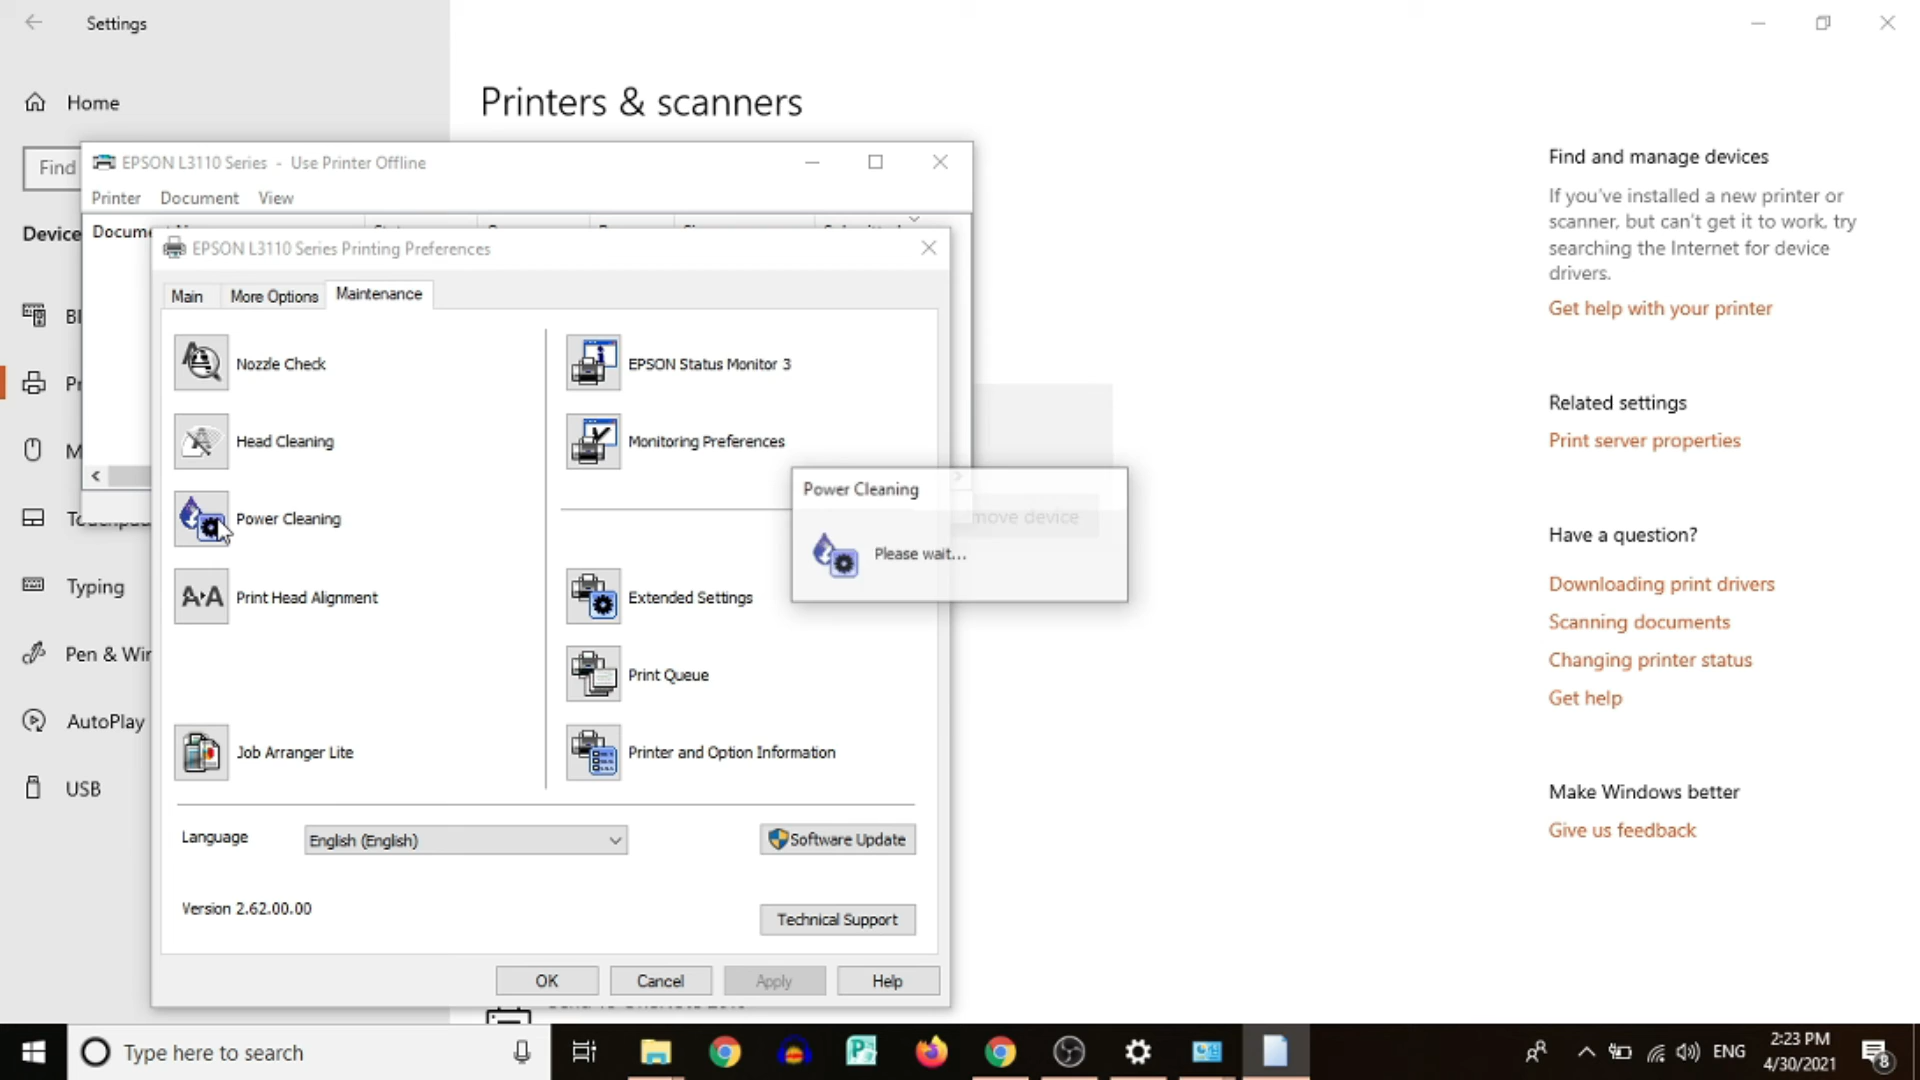 Settings
Home
Printers & scanners
Find
EPSON L3110 Series - Use Printer Offline
Printer Document View
Device
EPSON L3110 Series Printing Preferences
Main More Options Maintenance
Nozzle Check
Head Cleaning
Power Cleaning
Print Head Alignment
Job Arranger Lite
EPSON Status Monitor 3
Monitoring Preferences
Extended Settings
Print Queue
Printer and Option Information
Language English (English) Software Update
Version 2.62.00.00
Technical Support
OK Cancel Apply Help
Power Cleaning
Please wait...
move device
Typing
Pen & Wi
AutoPlay
USB
Find and manage devices
If you've installed a new printer or
scanner, but can't get it to work, try
searching the Internet for device
drivers.
Get help with your printer
Related settings
Print server properties
Have a question?
Downloading print drivers
Scanning documents
Changing printer status
Get help
Make Windows better
Give us feedback
Type here to search
ENG
2:23 PM
4/30/2021
8